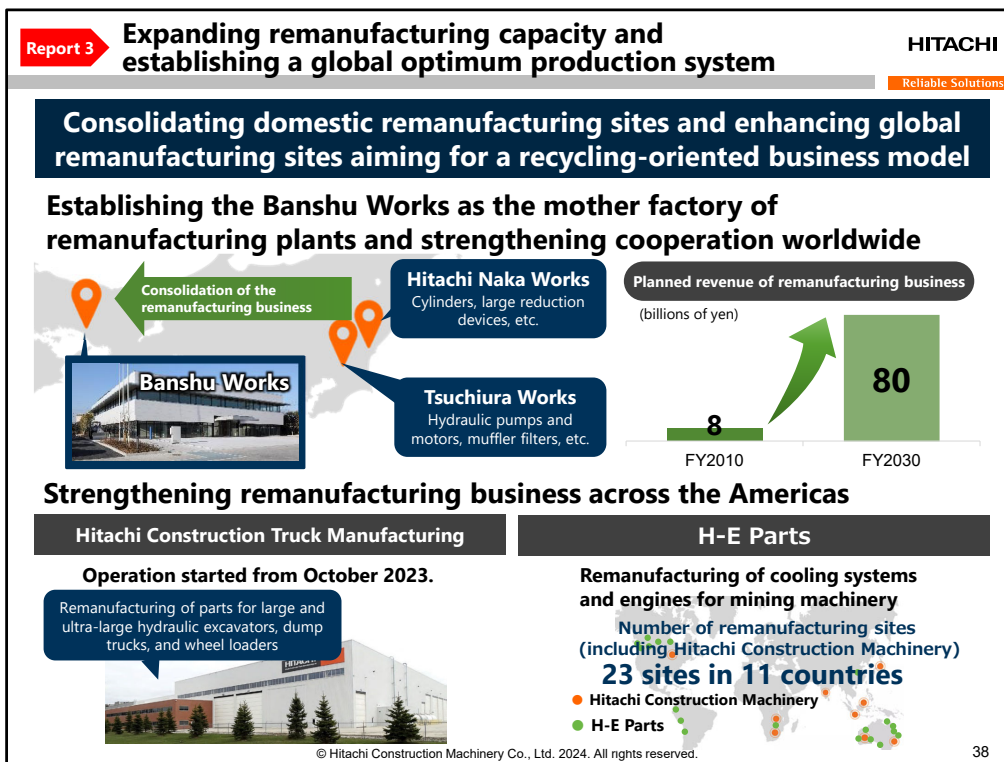 Report 3
Expanding remanufacturing capacity and
establishing a global optimum production system
HITACHI
Reliable Solutions
Consolidating domestic remanufacturing sites and enhancing global
remanufacturing sites aiming for a recycling-oriented business model
Establishing the Banshu Works as the mother factory of
remanufacturing plants and strengthening cooperation worldwide
Consolidation of the
remanufacturing business
Banshu Works
Hitachi Naka Works
Cylinders, large reduction
devices, etc.
Tsuchiura Works
Hydraulic pumps and
motors, muffler filters, etc.
Planned revenue of remanufacturing business
(billions of yen)
8
80
FY2010
FY2030
Strengthening remanufacturing business across the Americas
Hitachi Construction Truck Manufacturing
Operation started from October 2023.
Remanufacturing of parts for large and
ultra-large hydraulic excavators, dump
trucks, and wheel loaders
HITACHI
H-E Parts
Remanufacturing of cooling systems
and engines for mining machinery
Number of remanufacturing sites
(including Hitachi Construction Machinery)
23 sites in 11 countries
Hitachi Construction Machinery
H-E Parts
© Hitachi Construction Machinery Co., Ltd. 2024. All rights reserved.
38